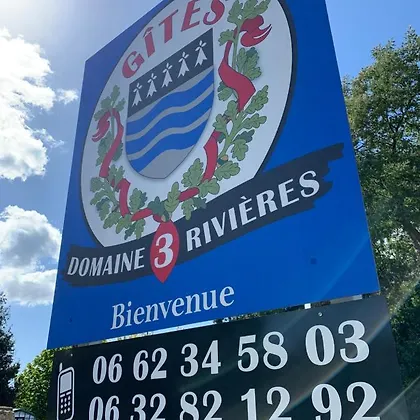 GÎTES
DOMAINE 3 RIVIÈRES
Bienvenue
06 62 34 58 03
06 32 82 12 92